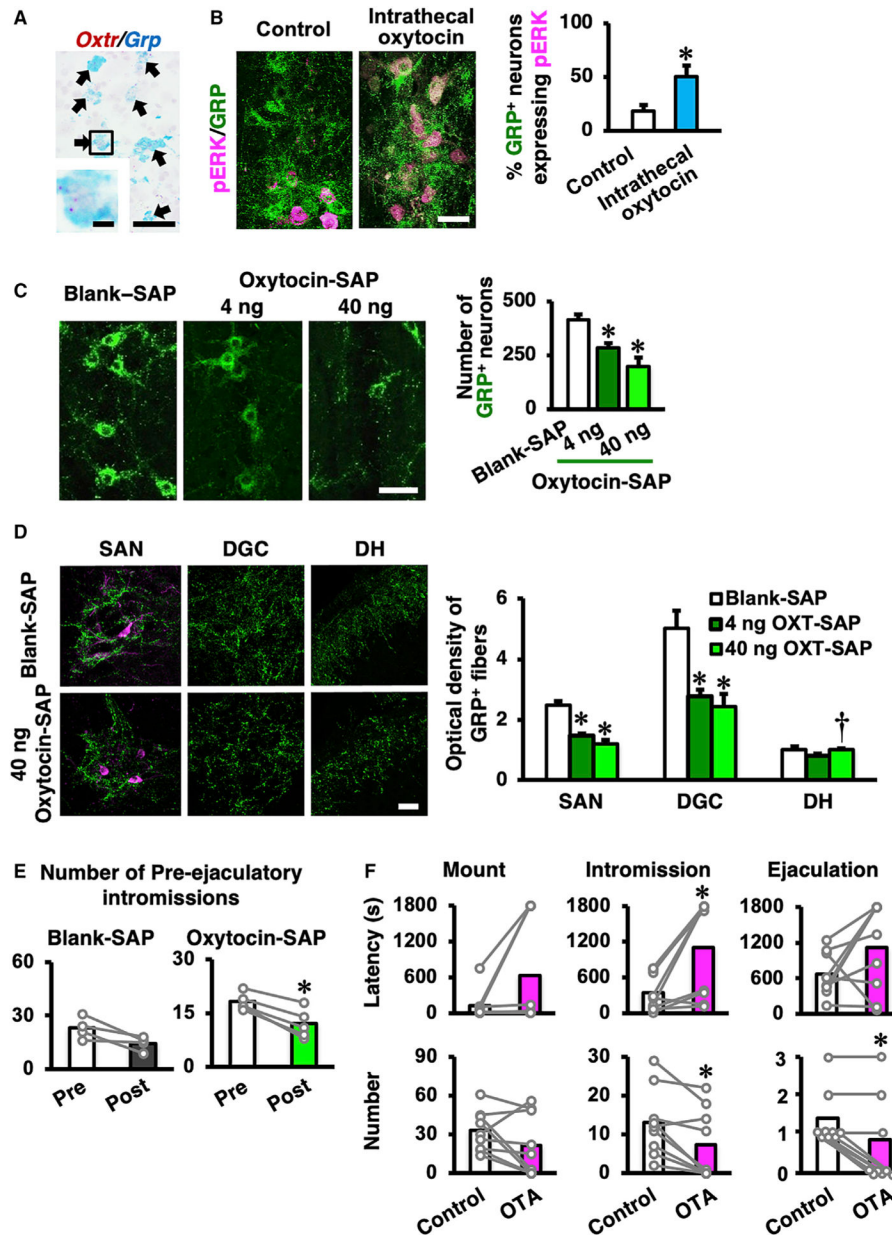 A
Oxtr/Grp
B
Control
Intrathecal
oxytocin
pERK/GRP
% GRP+ neurons
expressing pERK
100
50
0
*
Control
Intrathecal
oxytocin
C
Blank–SAP
Oxytocin-SAP
4 ng
40 ng
Number of
GRP+ neurons
500
250
0
*
*
Blank-SAP
4 ng
40 ng
Oxytocin-SAP
D
SAN
DGC
DH
Blank-SAP
40 ng
Oxytocin-SAP
Optical density of
GRP+ fibers
6
4
2
0
Blank-SAP
4 ng OXT-SAP
40 ng OXT-SAP
* *
* *
†
SAN
DGC
DH
E
Number of Pre-ejaculatory
intromissions
Blank-SAP
60
30
0
Pre
Post
Oxytocin-SAP
30
15
0
*
Pre
Post
F
Mount
Intromission
Ejaculation
Latency (s)
1800
1200
600
0
1800
1200
600
0
*
1800
1200
600
0
Number
90
60
30
0
30
20
10
0
*
3
2
1
0
*
Control
OTA
Control
OTA
Control
OTA